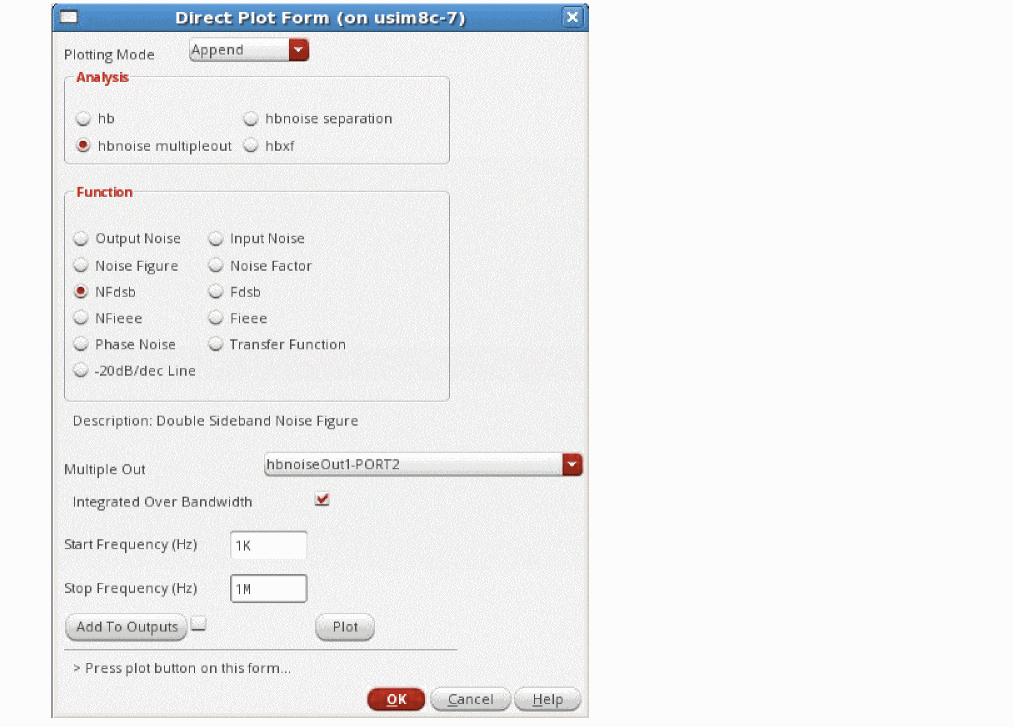 Direct Plot Form (on usim8c-7)
Plotting Mode Append
Analysis
hb hbnoise separation
hbnoise multipleout hbxf
Function
Output Noise Input Noise
Noise Figure Noise Factor
NFdsb Fdsb
NFieee Fieee
Phase Noise Transfer Function
-20dB/dec Line
Description: Double Sideband Noise Figure
Multiple Out hbnoiseOut1-PORT2
Integrated Over Bandwidth
Start Frequency (Hz) 1K
Stop Frequency (Hz) 1M
Add To Outputs Plot
> Press plot button on this form...
OK Cancel Help